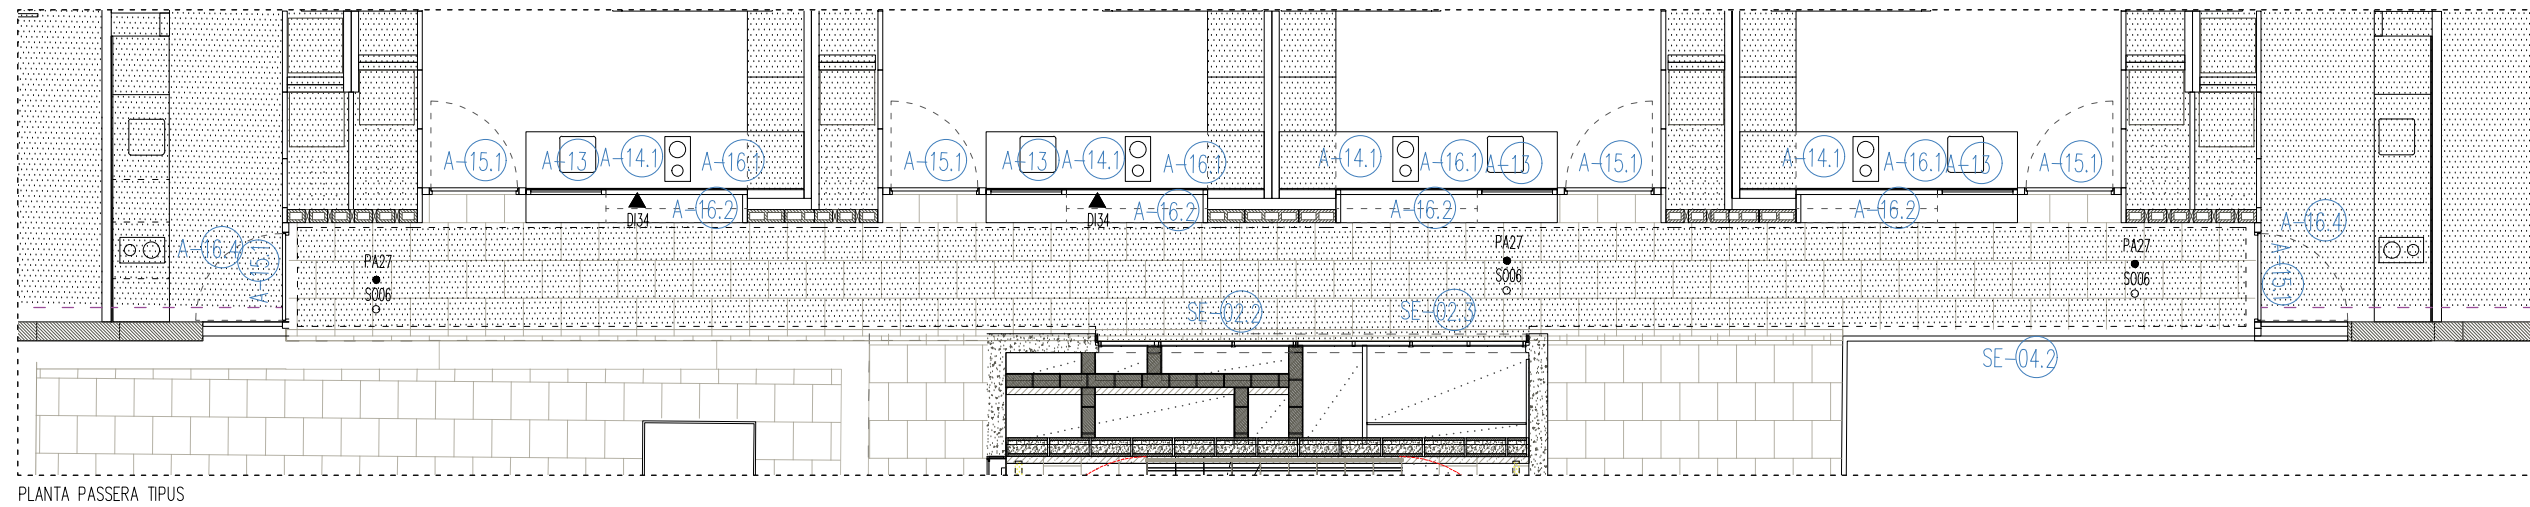 A-15.1
A-13
A-14.1
A-16.1
A-15.1
A-13
A-14.1
A-16.1
A-14.1
A-16.1
A-13
A-15.1
A-14.1
A-16.1
A-13
A-15.1
DI34
A-16.2
DI34
A-16.2
A-16.2
A-16.2
A-16.4
A-16.4
A-15.1
A-15.1
PA27
S006
PA27
S006
PA27
S006
SE-02.2
SE-02.3
SE-04.2
PLANTA PASSERA TIPUS